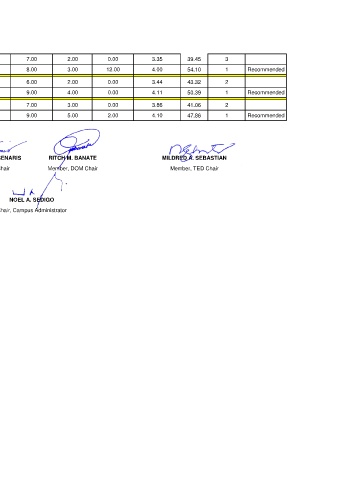 7.00 2.00 0.00 3.35 39.45 3
8.00 3.00 12.00 4.00 54.10 1 Recommended
6.00 2.00 0.00 3.44 40.32 2
9.00 4.00 0.00 4.11 50.39 1 Recommended
7.00 3.00 0.00 3.86 41.06 2
9.00 5.00 2.00 4.10 47.86 1 Recommended
ENARIS RITCH M. BANATE MILDRED A. SEBASTIAN
hair Member, DOM Chair Member, TED Chair
NOEL A. SEDIGO
hair, Campus Administrator